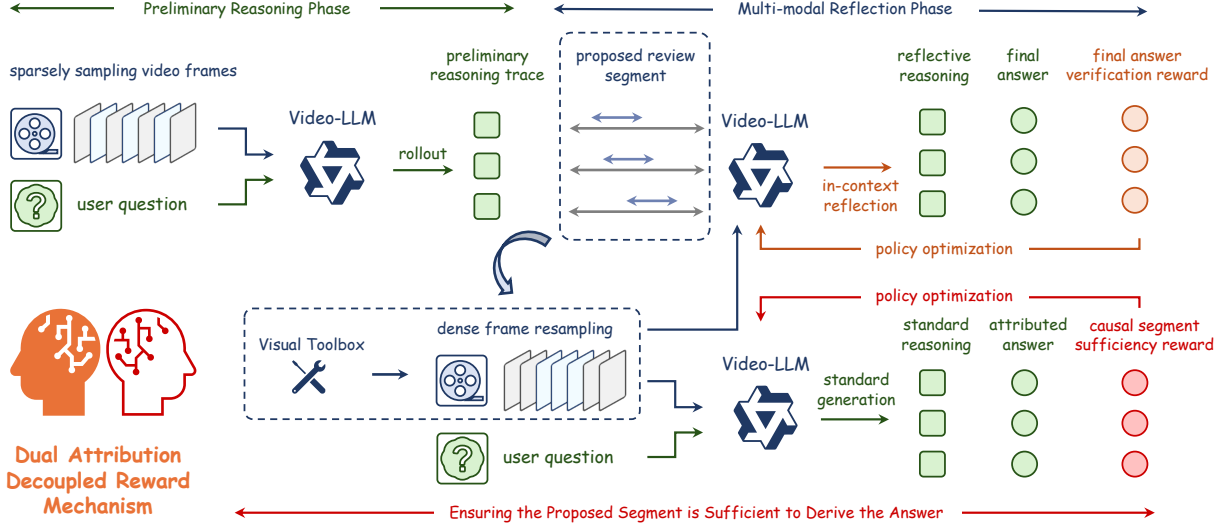 Preliminary Reasoning Phase
Multi-modal Reflection Phase
sparsely sampling video frames
user question
Video-LLM
rollout
preliminary
reasoning trace
proposed review
segment
Video-LLM
in-context
reflection
reflective
reasoning
final
answer
final answer
verification reward
policy optimization
policy optimization
Visual Toolbox
dense frame resampling
user question
Video-LLM
standard
generation
standard
reasoning
attributed
answer
causal segment
sufficiency reward
Dual Attribution
Decoupled Reward
Mechanism
Ensuring the Proposed Segment is Sufficient to Derive the Answer